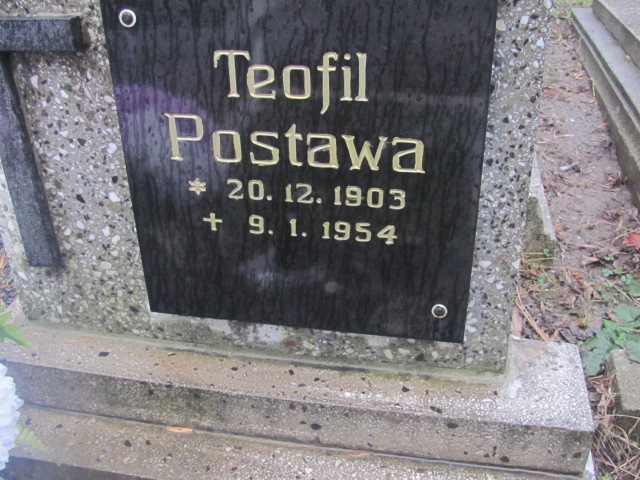 Teofil
Postawa
* 20. 12. 1903
✝ 9. 1. 1954